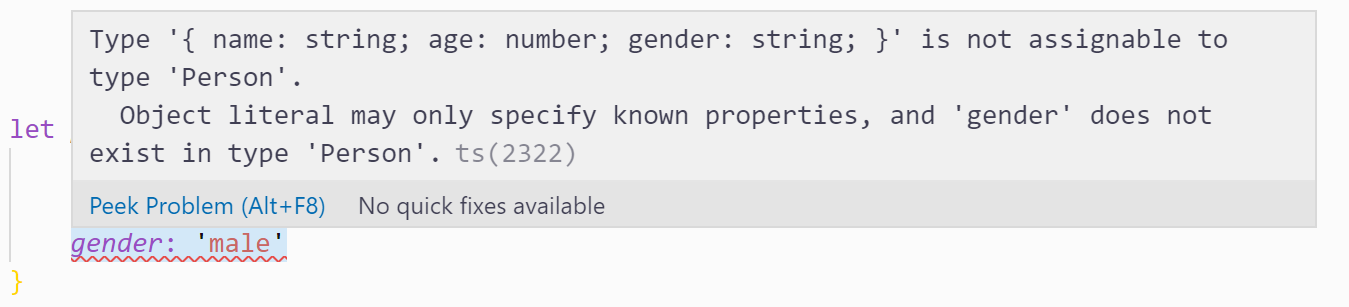 Type '{ name: string; age: number; gender: string; }' is not assignable to
type 'Person'.
Object literal may only specify known properties, and 'gender' does not
let
exist in type 'Person'. ts(2322)
Peek Problem (Alt+F8) No quick fixes available
gender: 'male'
}